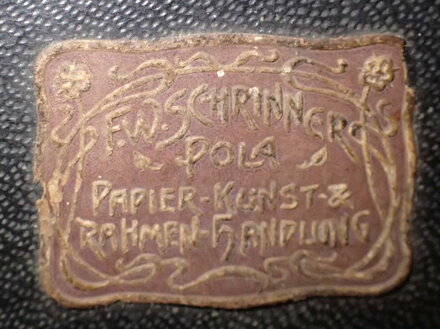 F.W. SCHRINNER
POLA
PAPIER-KUNST-&
RAHMEN-HANDLUNG